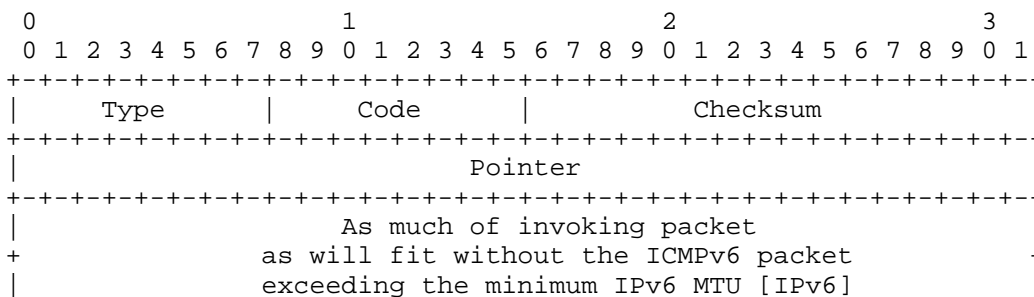 0                   1                   2                   3
 0 1 2 3 4 5 6 7 8 9 0 1 2 3 4 5 6 7 8 9 0 1 2 3 4 5 6 7 8 9 0 1
+-+-+-+-+-+-+-+-+-+-+-+-+-+-+-+-+-+-+-+-+-+-+-+-+-+-+-+-+-+-+-+-
|     Type      |     Code      |          Checksum
+-+-+-+-+-+-+-+-+-+-+-+-+-+-+-+-+-+-+-+-+-+-+-+-+-+-+-+-+-+-+-+-
|                            Pointer
+-+-+-+-+-+-+-+-+-+-+-+-+-+-+-+-+-+-+-+-+-+-+-+-+-+-+-+-+-+-+-+-
|                    As much of invoking packet
+               as will fit without the ICMPv6 packet           -
|               exceeding the minimum IPv6 MTU [IPv6]